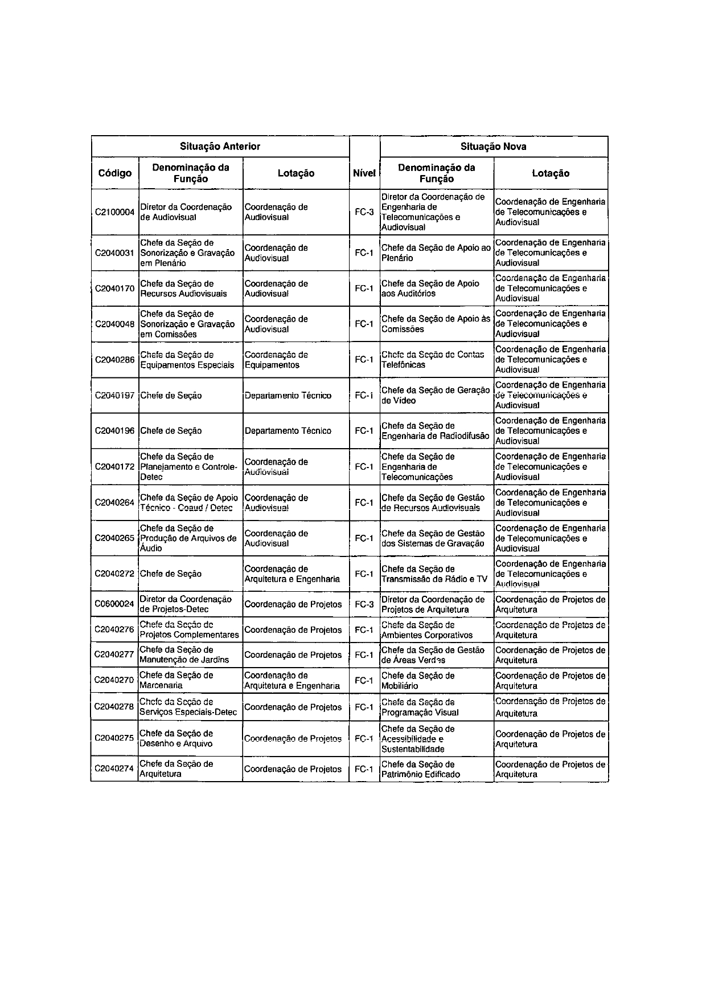 Situação Anterior
Situação Nova
Código
Denominação da
Função
Lotação
Nível
Denominação da
Função
Lotação
C2100004
Diretor da Coordenação
de Audiovisual
Coordenação de
Audiovisual
FC-3
Diretor da Coordenação de
Engenharia de
Telecomunicações e
Audiovisual
Coordenação de Engenharia
de Telecomunicações e
Audiovisual
C2040031
Chefe da Seção de
Sonorização e Gravação
em Plenário
Coordenação de
Audiovisual
FC-1
Chefe da Seção de Apoio ao
Plenário
Coordenação de Engenharia
de Telecomunicações e
Audiovisual
C2040170
Chefe da Seção de
Recursos Audiovisuais
Coordenação de
Audiovisual
FC-1
Chefe da Seção de Apoio
aos Auditórios
Coordenação de Engenharia
de Telecomunicações e
Audiovisual
C2040048
Chefe da Seção de
Sonorização e Gravação
em Comissões
Coordenação de
Audiovisual
FC-1
Chefe da Seção de Apoio às
Comissões
Coordenação de Engenharia
de Telecomunicações e
Audiovisual
C2040286
Chefe da Seção de
Equipamentos Especiais
Coordenação de
Equipamentos
FC-1
Chefe da Seção de Contas
Telefônicas
Coordenação de Engenharia
de Telecomunicações e
Audiovisual
C2040197
Chefe de Seção
Departamento Técnico
FC-1
Chefe da Seção de Geração
de Vídeo
Coordenação de Engenharia
de Telecomunicações e
Audiovisual
C2040196
Chefe de Seção
Departamento Técnico
FC-1
Chefe da Seção de
Engenharia de Radiodifusão
Coordenação de Engenharia
de Telecomunicações e
Audiovisual
C2040172
Chefe da Seção de
Planejamento e Controle-
Detec
Coordenação de
Audiovisual
FC-1
Chefe da Seção de
Engenharia de
Telecomunicações
Coordenação de Engenharia
de Telecomunicações e
Audiovisual
C2040264
Chefe da Seção de Apoio
Técnico - Coaud / Detec
Coordenação de
Audiovisual
FC-1
Chefe da Seção de Gestão
de Recursos Audiovisuais
Coordenação de Engenharia
de Telecomunicações e
Audiovisual
C2040265
Chefe da Seção de
Produção de Arquivos de
Áudio
Coordenação de
Audiovisual
FC-1
Chefe da Seção de Gestão
dos Sistemas de Gravação
Coordenação de Engenharia
de Telecomunicações e
Audiovisual
C2040272
Chefe de Seção
Coordenação de
Arquitetura e Engenharia
FC-1
Chefe da Seção de
Transmissão de Rádio e TV
Coordenação de Engenharia
de Telecomunicações e
Audiovisual
C0600024
Diretor da Coordenação
de Projetos-Detec
Coordenação de Projetos
FC-3
Diretor da Coordenação de
Projetos de Arquitetura
Coordenação de Projetos de
Arquitetura
C2040276
Chefe da Seção de
Projetos Complementares
Coordenação de Projetos
FC-1
Chefe da Seção de
Ambientes Corporativos
Coordenação de Projetos de
Arquitetura
C2040277
Chefe da Seção de
Manutenção de Jardins
Coordenação de Projetos
FC-1
Chefe da Seção de Gestão
de Áreas Verdes
Coordenação de Projetos de
Arquitetura
C2040270
Chefe da Seção de
Marcenaria
Coordenação de
Arquitetura e Engenharia
FC-1
Chefe da Seção de
Mobiliário
Coordenação de Projetos de
Arquitetura
C2040278
Chefe da Seção de
Serviços Especiais-Detec
Coordenação de Projetos
FC-1
Chefe da Seção de
Programação Visual
Coordenação de Projetos de
Arquitetura
C2040275
Chefe da Seção de
Desenho e Arquivo
Coordenação de Projetos
FC-1
Chefe da Seção de
Acessibilidade e
Sustentabilidade
Coordenação de Projetos de
Arquitetura
C2040274
Chefe da Seção de
Arquitetura
Coordenação de Projetos
FC-1
Chefe da Seção de
Patrimônio Edificado
Coordenação de Projetos de
Arquitetura